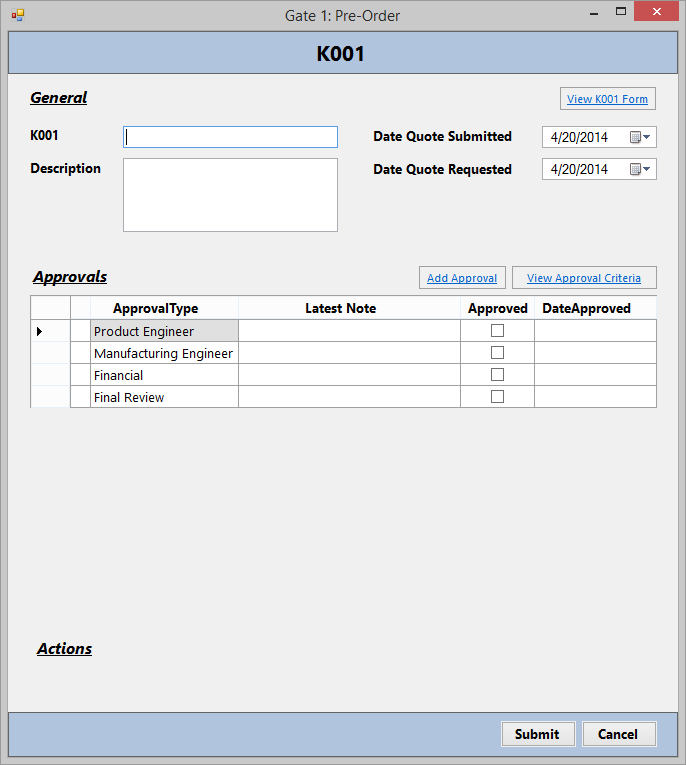 Gate 1: Pre-Order
K001
General
View K001 Form
K001
Date Quote Submitted
4/20/2014
Description
Date Quote Requested
4/20/2014
Approvals
Add Approval
View Approval Criteria
ApprovalType Latest Note Approved DateApproved
Product Engineer
Manufacturing Engineer
Financial
Final Review
Actions
Submit
Cancel